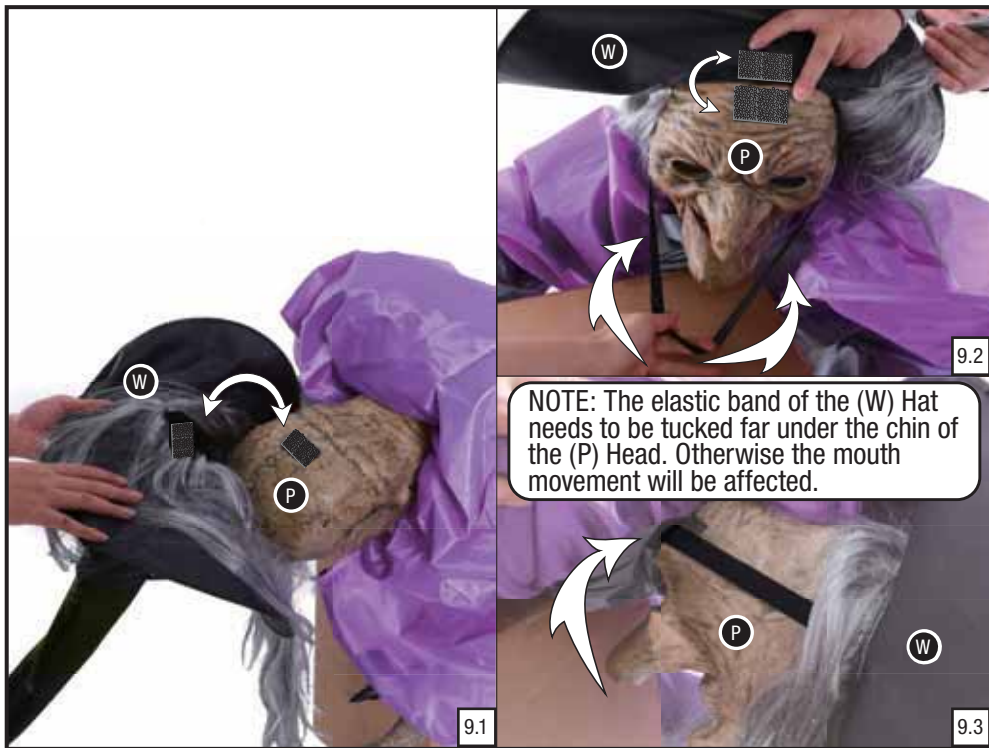 W
P
9.1
W
P
9.2
NOTE: The elastic band of the (W) Hat
needs to be tucked far under the chin of
the (P) Head. Otherwise the mouth
movement will be affected.
P
W
9.3